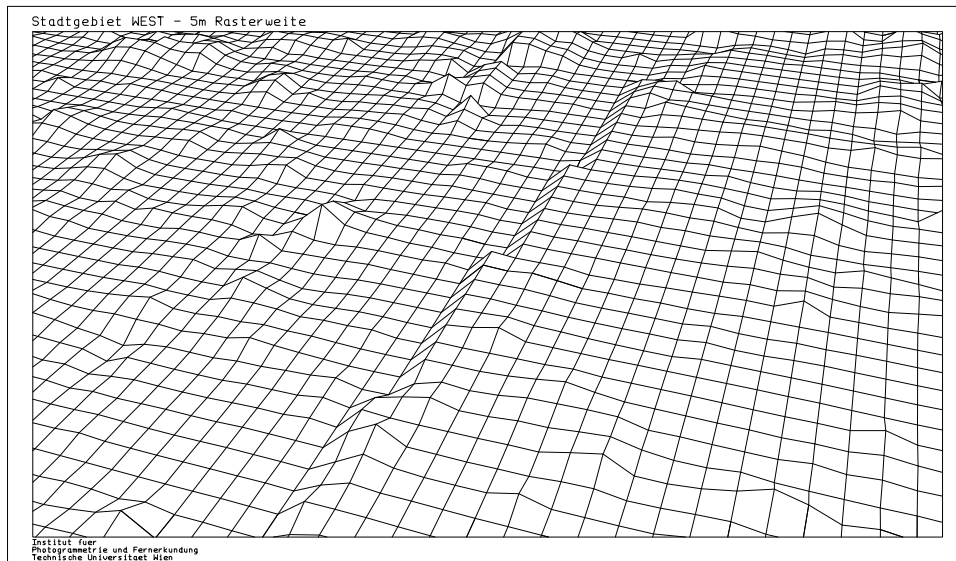 Stadtgebiet WEST - 5m Rasterweite
Institut fuer
Photogrammetrie und Fernerkundung
Technische Universitaet Wien